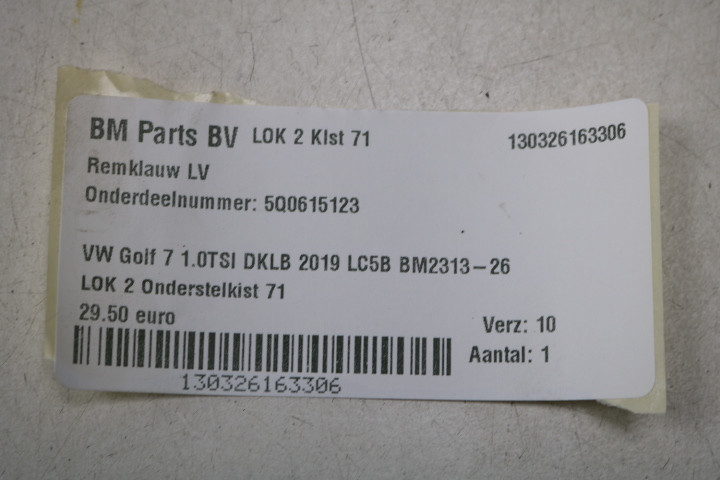 BM Parts BV LOK 2 Klst 71 130326163306
Remklauw LV
Onderdeelnummer: 5Q0615123
VW Golf 7 1.0TSI DKLB 2019 LC5B BM2313-26
LOK 2 Onderstelkist 71
29.50 euro
Verz: 10
Aantal: 1
130326163306